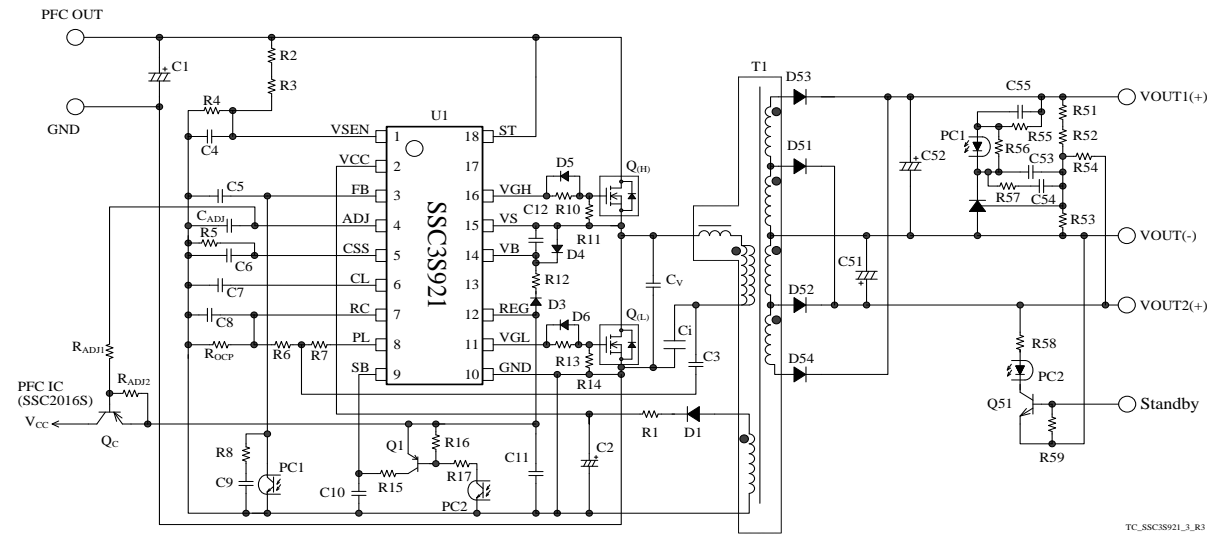 PFC OUT
C1
R2
R3
R4
GND
C4
U1
SSC3S921
VSEN 1
VCC 2
FB 3
ADJ 4
CSS 5
CL 6
RC 7
PL 8
SB 9
18 ST
17
16 VGH
15 VS
14 VB
13
12 REG
11 VGL
10 GND
C5
CADJ
R5
C6
C7
C8
ROCP
R6
R7
RADJ1
RADJ2
PFC IC
(SSC2016S)
VCC
QC
R8
C9
PC1
C10
R15
Q1
R16
R17
PC2
C11
C2
R1
D1
D5
R10
C12
R11
D4
R12
D3
D6
R13
R14
Q(H)
Q(L)
CV
Ci
C3
T1
D53
D51
D52
D54
C52
C51
PC1
C55
R55
R56
C53
R57
C54
R51
R52
R54
R53
R58
PC2
Q51
R59
VOUT1(+)
VOUT(-)
VOUT2(+)
Standby
TC_SSC3S921_3_R3